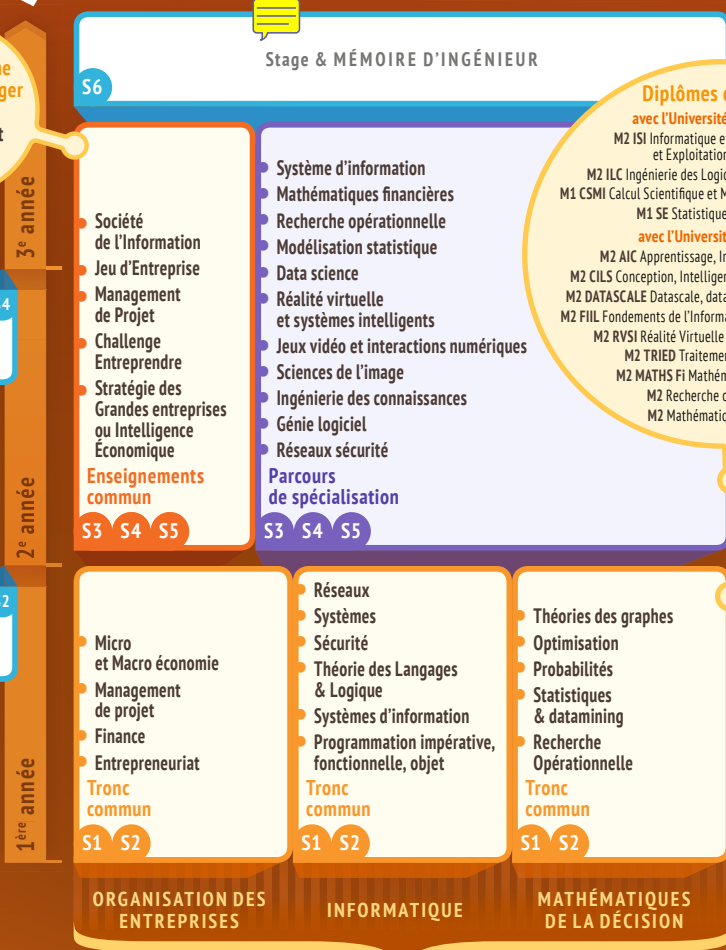 Stage & MÉMOIRE D'INGÉNIEUR
S6
ger
t
3e année
2e année
1ère année
Société
de l'Information
Jeu d'Entreprise
Management
de Projet
Challenge
Entreprendre
Stratégie des
Grandes entreprises
ou Intelligence
Économique
Enseignements
commun
S3 S4 S5
Système d'information
Mathématiques financières
Recherche opérationnelle
Modélisation statistique
Data science
Réalité virtuelle
et systèmes intelligents
Jeux vidéo et interactions numériques
Sciences de l'image
Ingénierie des connaissances
Génie logiciel
Réseaux sécurité
Parcours
de spécialisation
S3 S4 S5
Diplômes
avec l'Université
M2 ISI Informatique e
et Exploitation
M2 ILC Ingénierie des Logic
M1 CSMI Calcul Scientifique et M
M1 SE Statistique
avec l'Universit
M2 AIC Apprentissage, In
M2 CILS Conception, Intelliger
M2 DATASCALE Datascale, data
M2 FIIL Fondements de l'Informa
M2 RVSI Réalité Virtuelle
M2 TRIED Traitemen
M2 MATHS Fi Mathém
M2 Recherche
M2 Mathématic
Micro
et Macro économie
Management
de projet
Finance
Entrepreneuriat
Tronc
commun
S1 S2
Réseaux
Systèmes
Sécurité
Théorie des Langages
& Logique
Systèmes d'information
Programmation impérative,
fonctionnelle, objet
Tronc
commun
S1 S2
Théories des graphes
Optimisation
Probabilités
Statistiques
& datamining
Recherche
Opérationnelle
Tronc
commun
S1 S2
ORGANISATION DES
ENTREPRISES
INFORMATIQUE
MATHÉMATIQUES
DE LA DÉCISION